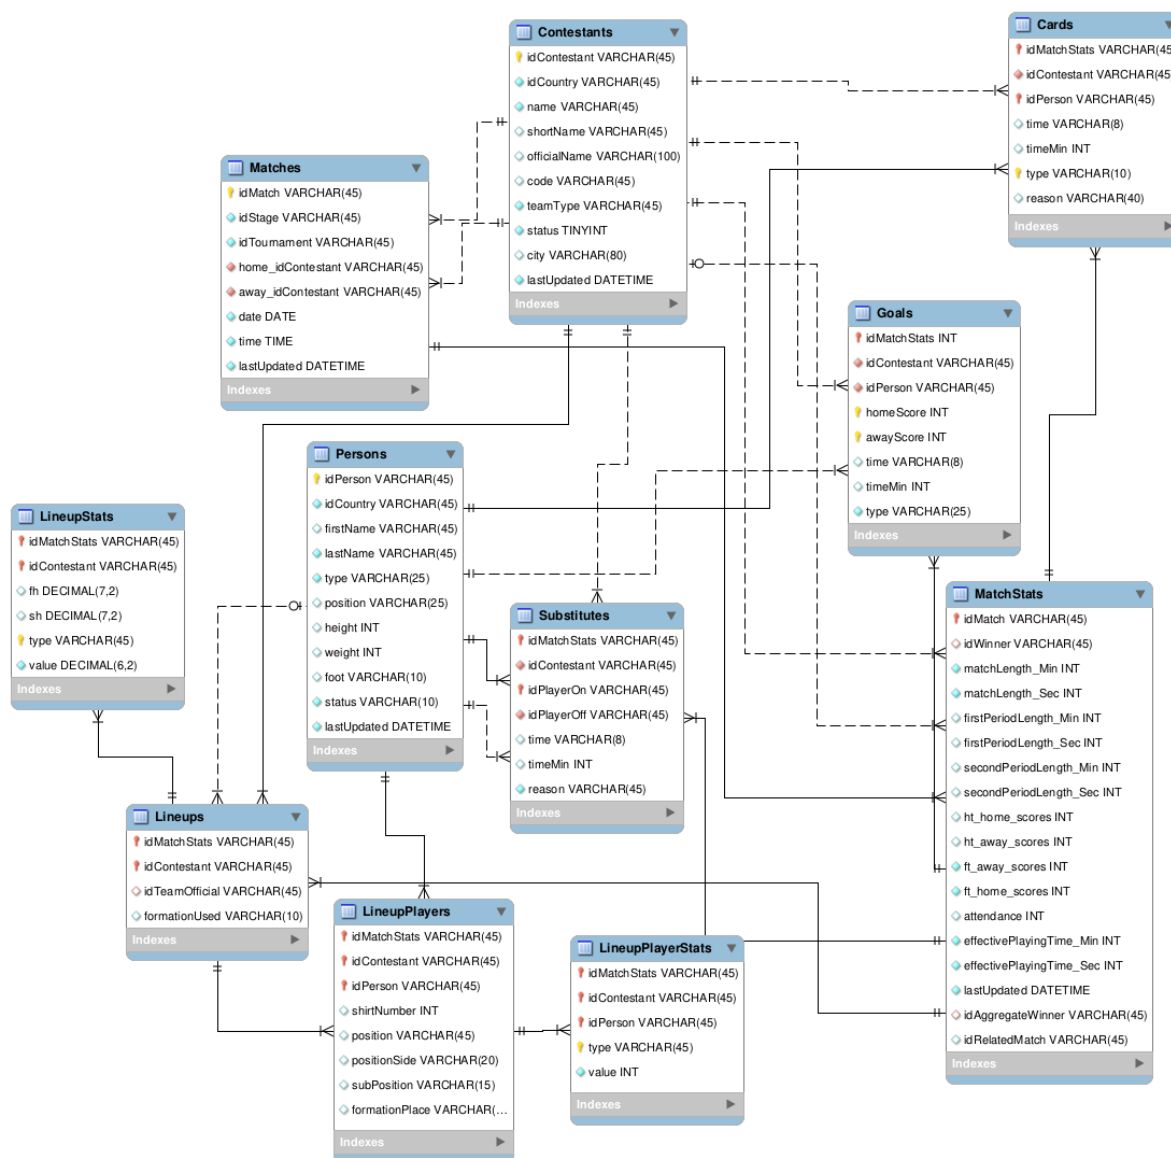 Contestants
idContestant VARCHAR(45)
idCountry VARCHAR(45)
name VARCHAR(45)
shortName VARCHAR(45)
officialName VARCHAR(100)
code VARCHAR(45)
teamType VARCHAR(45)
status TINYINT
city VARCHAR(80)
lastUpdated DATETIME
Indexes
Cards
idMatchStats VARCHAR(45
idContestant VARCHAR(45
idPerson VARCHAR(45)
time VARCHAR(8)
timeMin INT
type VARCHAR(10)
reason VARCHAR(40)
Indexes
Matches
idMatch VARCHAR(45)
idStage VARCHAR(45)
idTournament VARCHAR(45)
home_idContestant VARCHAR(45)
away_idContestant VARCHAR(45)
date DATE
time TIME
lastUpdated DATETIME
Indexes
Goals
idMatchStats INT
idContestant VARCHAR(45)
idPerson VARCHAR(45)
homeScore INT
awayScore INT
time VARCHAR(8)
timeMin INT
type VARCHAR(25)
Indexes
Persons
idPerson VARCHAR(45)
idCountry VARCHAR(45)
firstName VARCHAR(45)
lastName VARCHAR(45)
type VARCHAR(25)
position VARCHAR(25)
height INT
weight INT
foot VARCHAR(10)
status VARCHAR(10)
lastUpdated DATETIME
Indexes
LineupStats
idMatchStats VARCHAR(45)
idContestant VARCHAR(45)
fh DECIMAL(7,2)
sh DECIMAL(7,2)
type VARCHAR(45)
value DECIMAL(6,2)
Indexes
Substitutes
idMatchStats VARCHAR(45)
idContestant VARCHAR(45)
idPlayerOn VARCHAR(45)
idPlayerOff VARCHAR(45)
time VARCHAR(8)
timeMin INT
reason VARCHAR(45)
Indexes
MatchStats
idMatch VARCHAR(45)
idWinner VARCHAR(45)
matchLength_Min INT
matchLength_Sec INT
firstPeriodLength_Min INT
firstPeriodLength_Sec INT
secondPeriodLength_Min INT
secondPeriodLength_Sec INT
ht_home_scores INT
ht_away_scores INT
ft_away_scores INT
ft_home_scores INT
attendance INT
effectivePlayingTime_Min INT
effectivePlayingTime_Sec INT
lastUpdated DATETIME
idAggregateWinner VARCHAR(45)
idRelatedMatch VARCHAR(45)
Indexes
Lineups
idMatchStats VARCHAR(45)
idContestant VARCHAR(45)
idTeamOfficial VARCHAR(45)
formationUsed VARCHAR(10)
Indexes
LineupPlayers
idMatchStats VARCHAR(45)
idContestant VARCHAR(45)
idPerson VARCHAR(45)
shirtNumber INT
position VARCHAR(45)
positionSide VARCHAR(20)
subPosition VARCHAR(15)
formationPlace VARCHAR(...
Indexes
LineupPlayerStats
idMatchStats VARCHAR(45)
idContestant VARCHAR(45)
idPerson VARCHAR(45)
type VARCHAR(45)
value INT
Indexes